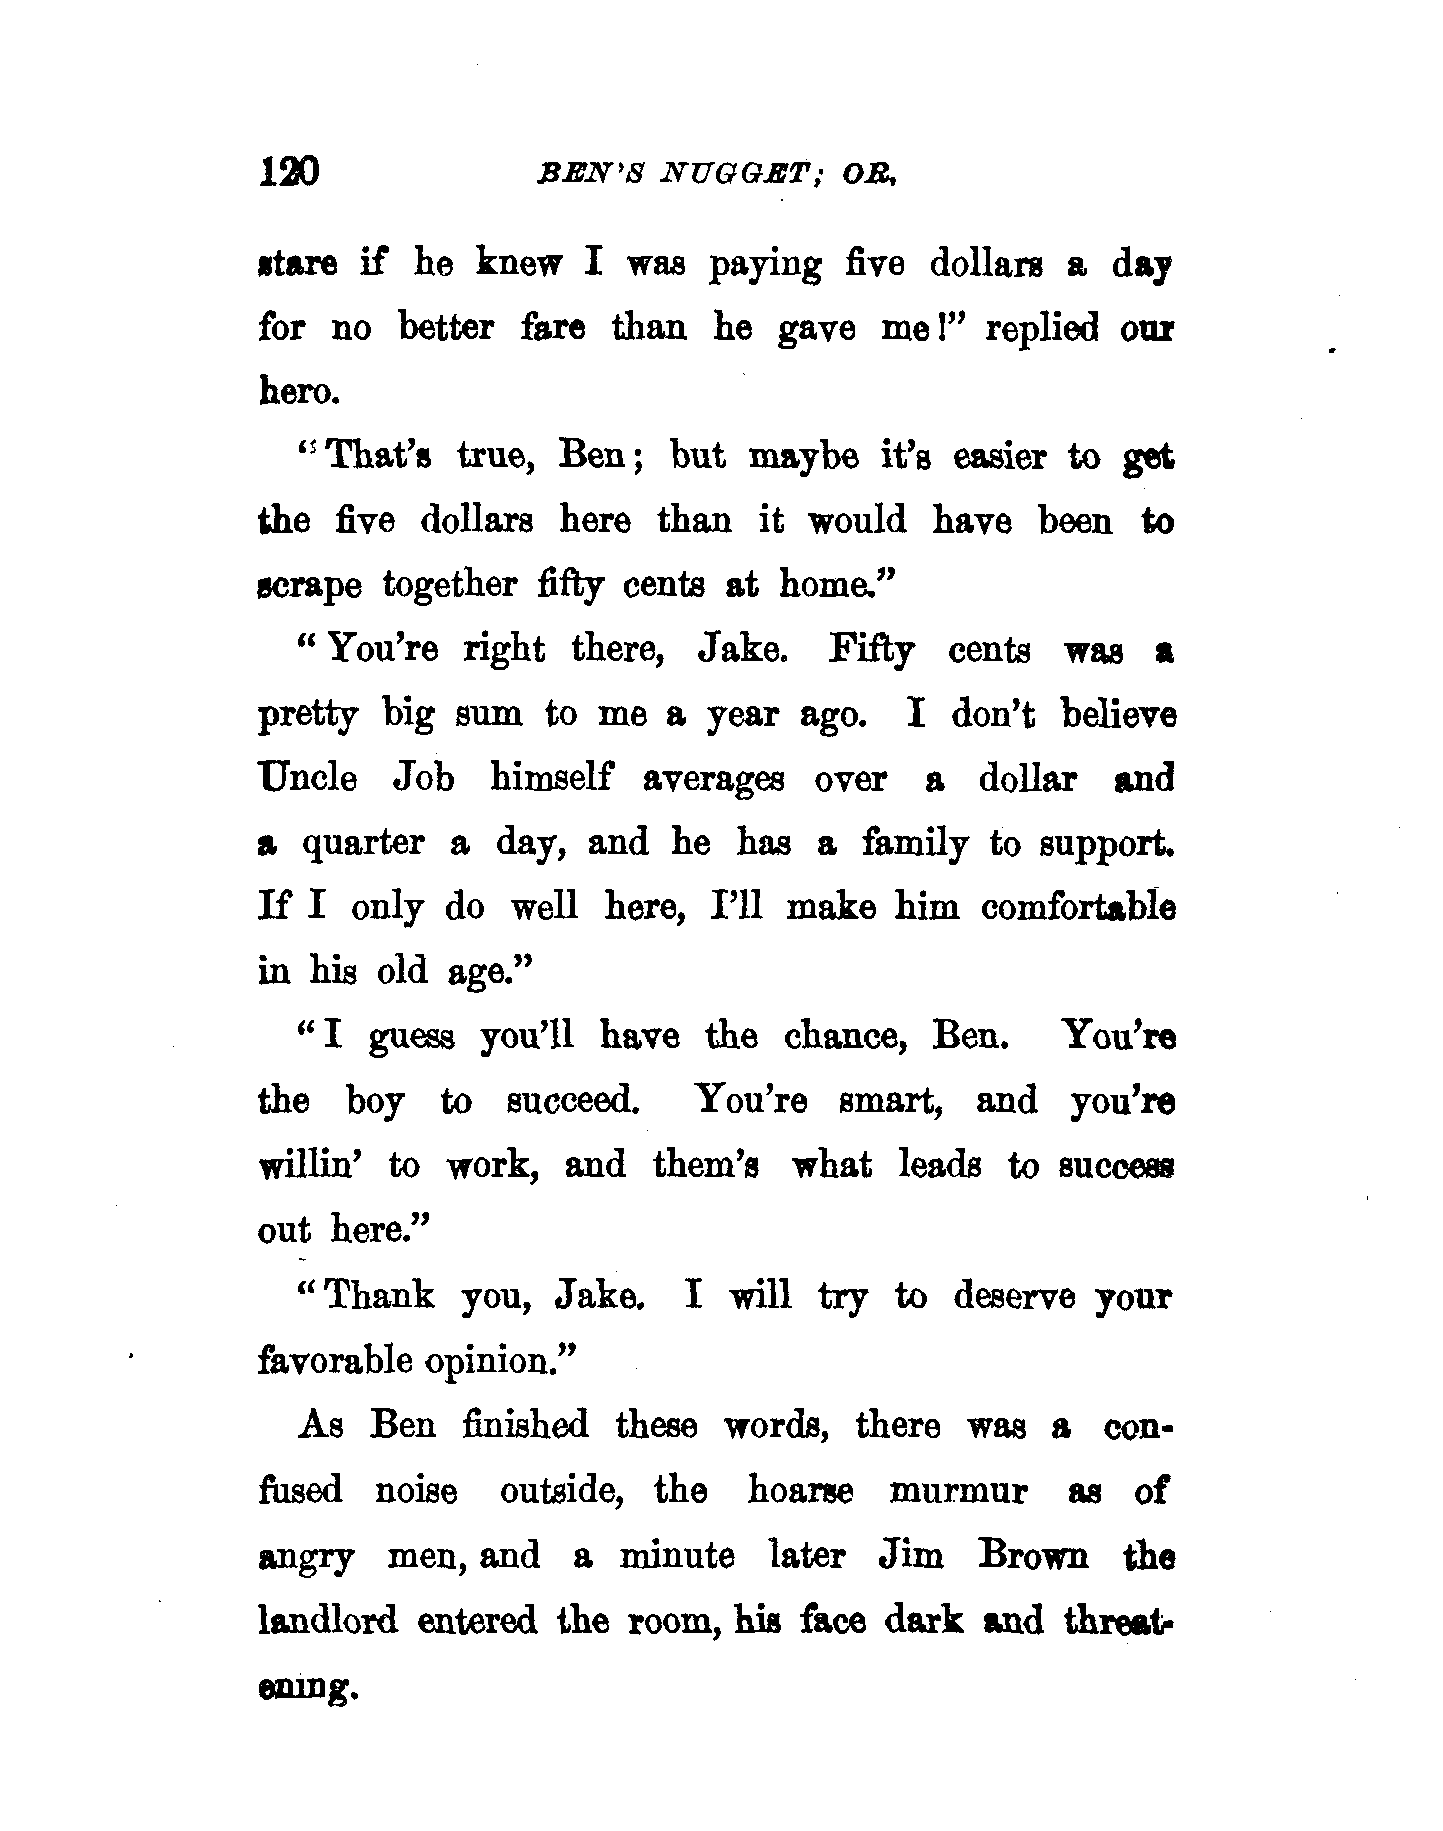 120 BEN'S NUGGET; OR,
stare if he knew I was paying five dollars a day
for no better fare than he gave me!" replied our
hero.
"That's true, Ben; but maybe it's easier to get
the five dollars here than it would have been to
scrape together fifty cents at home."
"You're right there, Jake. Fifty cents was a
pretty big sum to me a year ago. I don't believe
Uncle Job himself averages over a dollar and
a quarter a day, and he has a family to support.
If I only do well here, I'll make him comfortable
in his old age."
"I guess you'll have the chance, Ben. You're
the boy to succeed. You're smart, and you're
willin' to work, and them's what leads to success
out here."
"Thank you, Jake. I will try to deserve your
favorable opinion."
As Ben finished these words, there was a con-
fused noise outside, the hoarse murmur as of
angry men, and a minute later Jim Brown the
landlord entered the room, his face dark and threat-
ening.